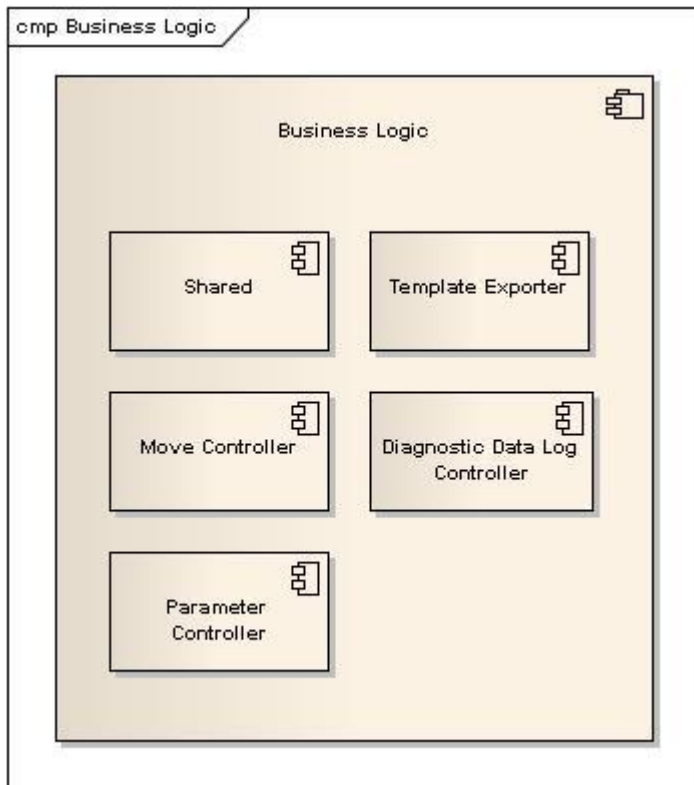 cmp Business Logic
Business Logic
Shared
Template Exporter
Move Controller
Diagnostic Data Log
Controller
Parameter
Controller